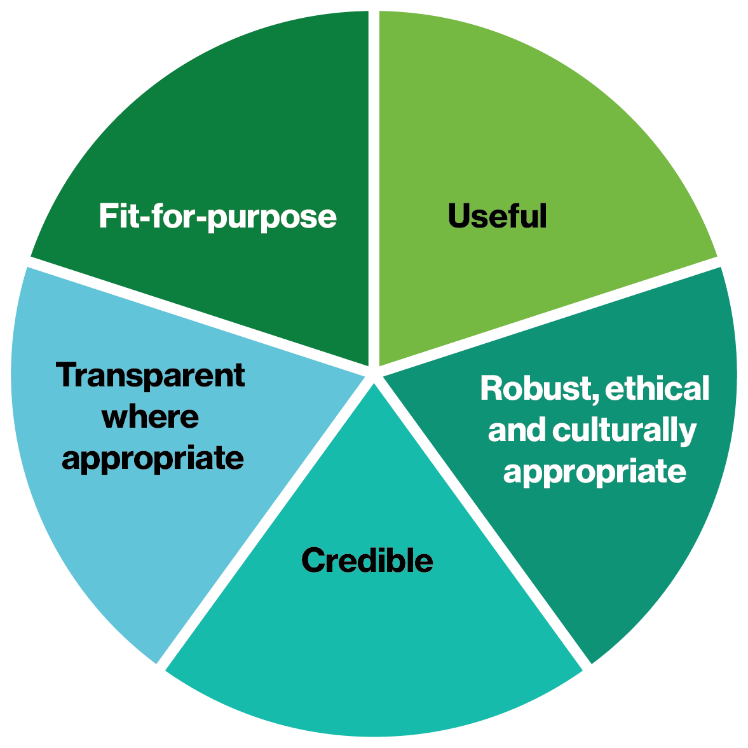 Fit-for-purpose
Useful
Transparent
where
appropriate
Robust, ethical
and culturally
appropriate
Credible